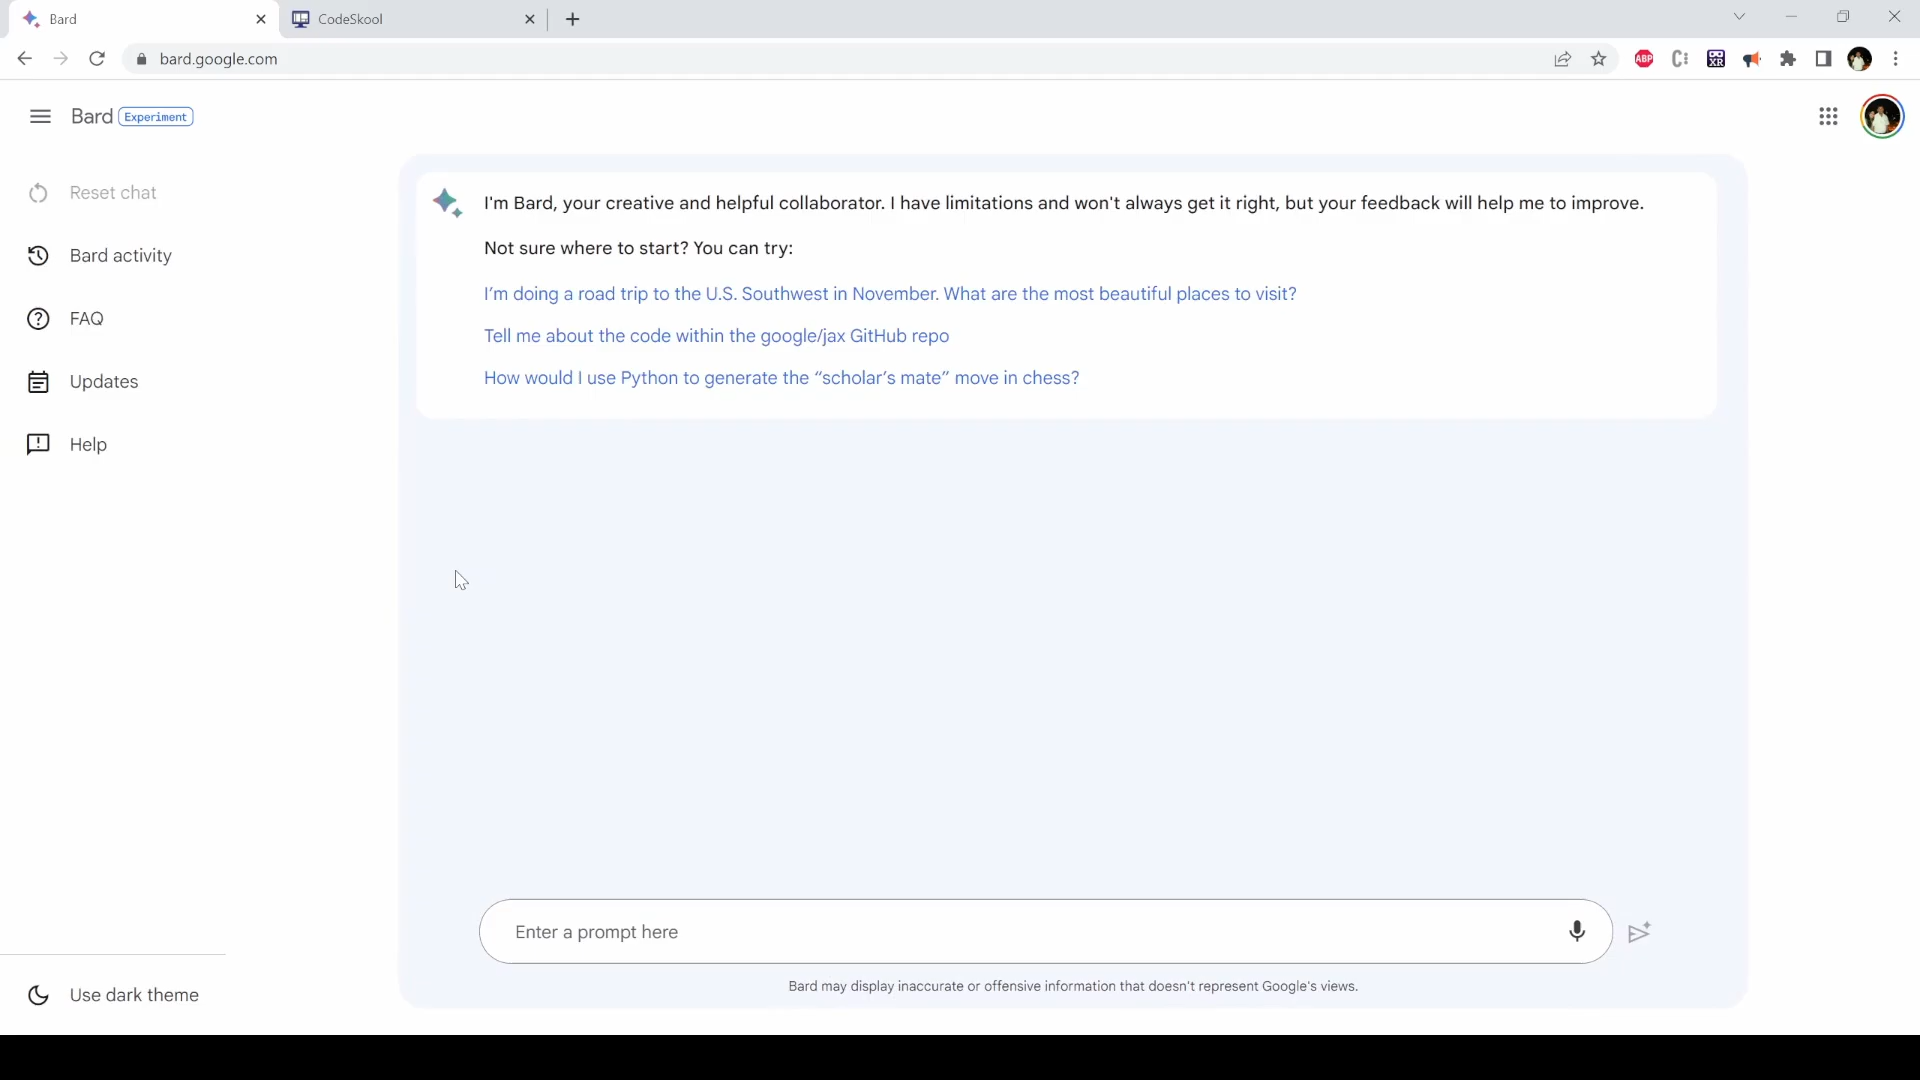 Bard
CodeSkool
bard.google.com
ABP
XR
Bard Experiment
Reset chat
Bard activity
FAQ
Updates
Help
I'm Bard, your creative and helpful collaborator. I have limitations and won't always get it right, but your feedback will help me to improve.
Not sure where to start? You can try:
I’m doing a road trip to the U.S. Southwest in November. What are the most beautiful places to visit?
Tell me about the code within the google/jax GitHub repo
How would I use Python to generate the “scholar’s mate” move in chess?
Enter a prompt here
Bard may display inaccurate or offensive information that doesn't represent Google's views.
Use dark theme